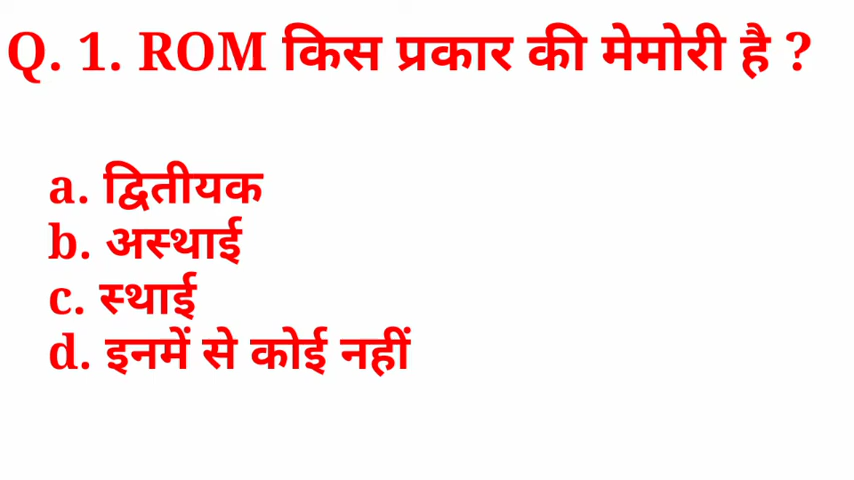 Q. 1. ROM किस प्रकार की मेमोरी है ?
a. द्वितीयक
b. अस्थाई
c. स्थाई
d. इनमें से कोई नहीं